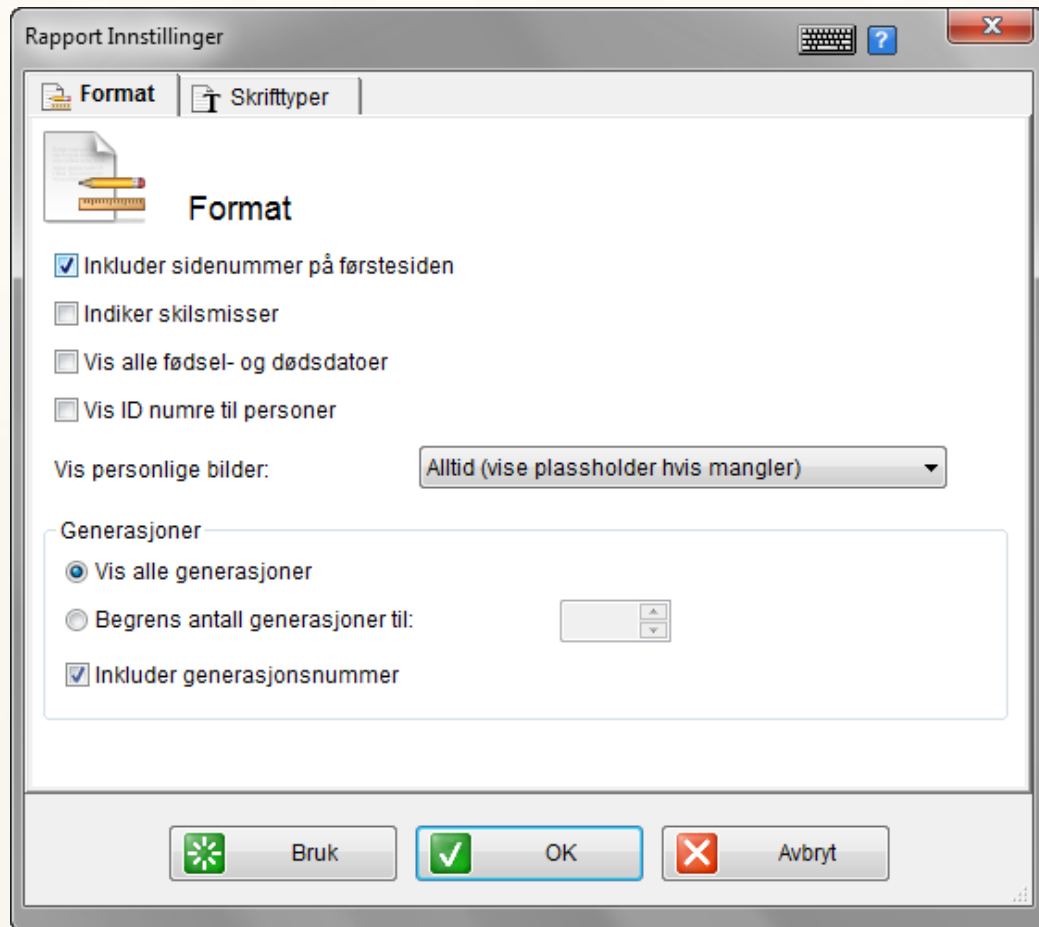 Rapport Innstillinger
?
X
Format
Skrifttyper
Format
Inkluder sidenummer på førstesiden
Indiker skilsmisser
Vis alle fødsel- og dødsdatoer
Vis ID numre til personer
Vis personlige bilder:
Alltid (vise plassholder hvis mangler)
Generasjoner
Vis alle generasjoner
Begrens antall generasjoner til:
Inkluder generasjonsnummer
Bruk
OK
Avbryt